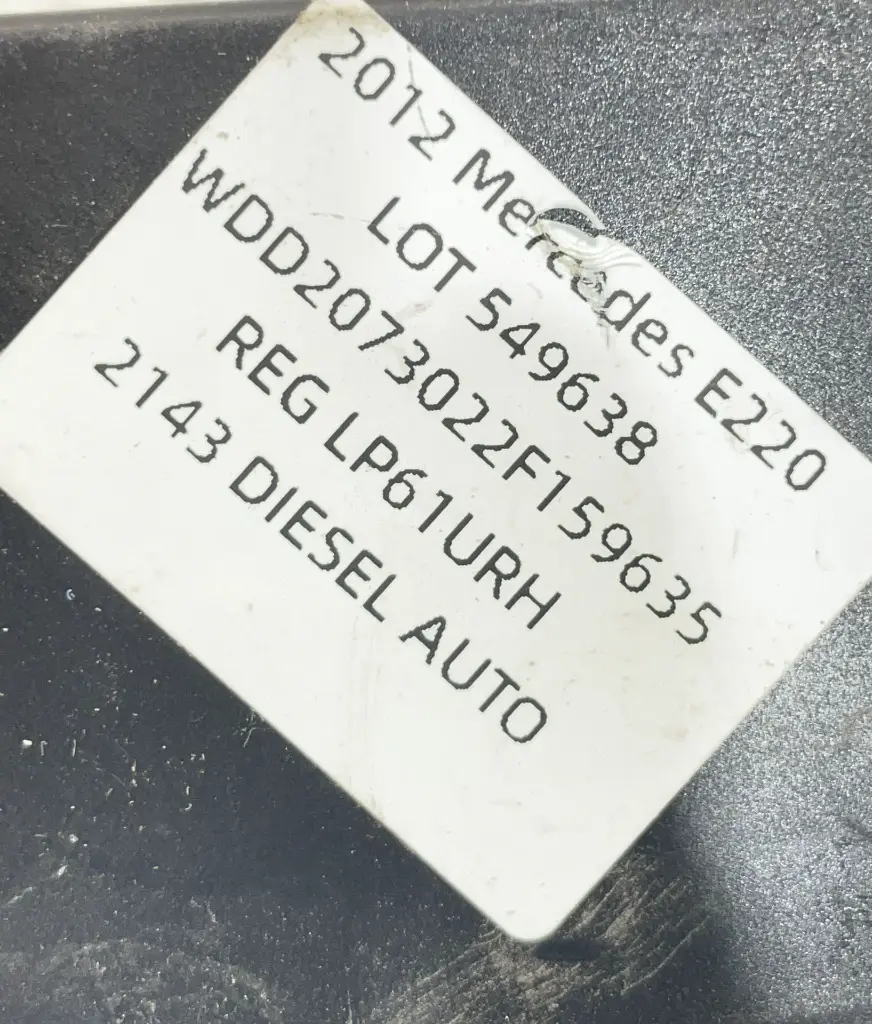 2012 Mercedes E220
LOT 549638
WDD2073022F159635
REG LP61URH
2143 DIESEL AUTO